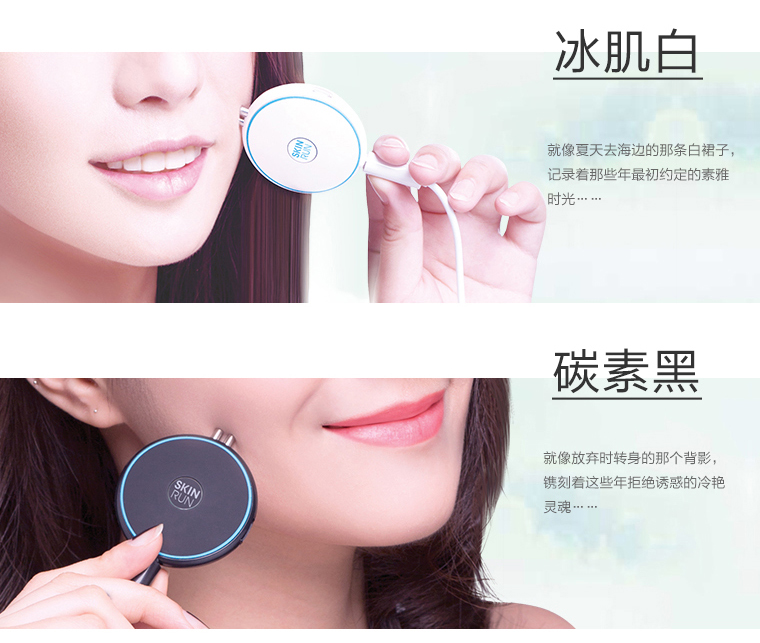 冰肌白
SKIN
RUN
就像夏天去海边的那条白裙子，
记录着那些年最初约定的素雅
时光……
碳素黑
SKIN
RUN
就像放弃时转身的那个背影，
镌刻着这些年拒绝诱惑的冷艳
灵魂……